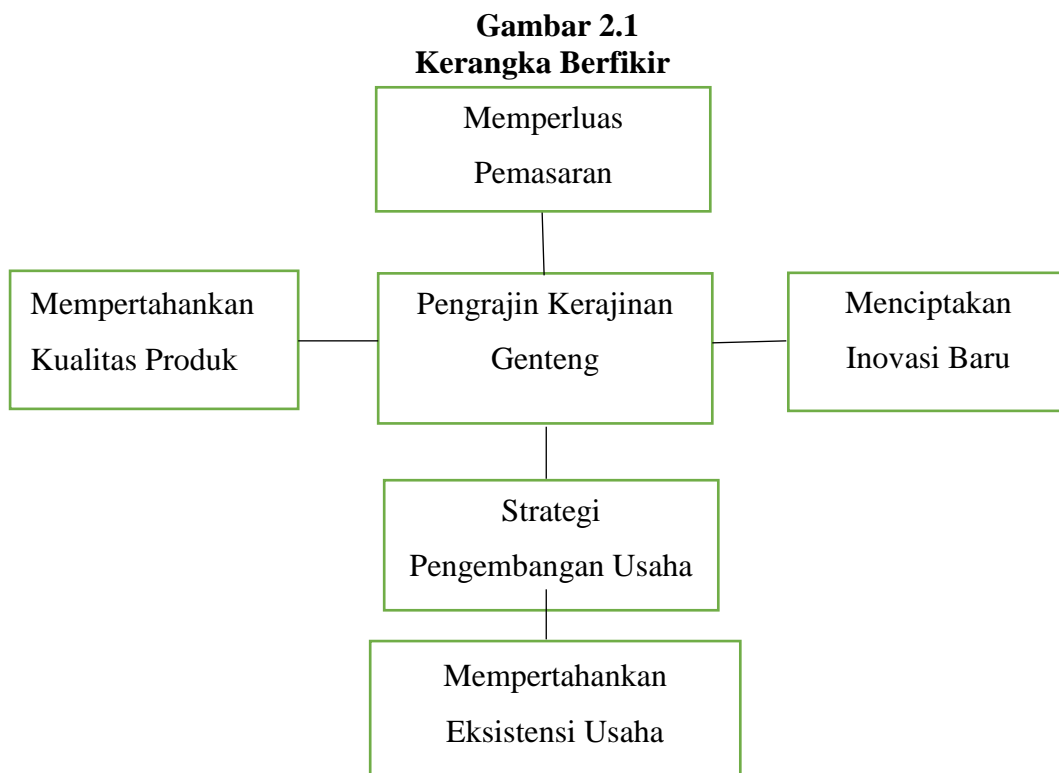 Gambar 2.1
Kerangka Berfikir
Memperluas
Pemasaran
Mempertahankan
Kualitas Produk
Pengrajin Kerajinan
Genteng
Menciptakan
Inovasi Baru
Strategi
Pengembangan Usaha
Mempertahankan
Eksistensi Usaha